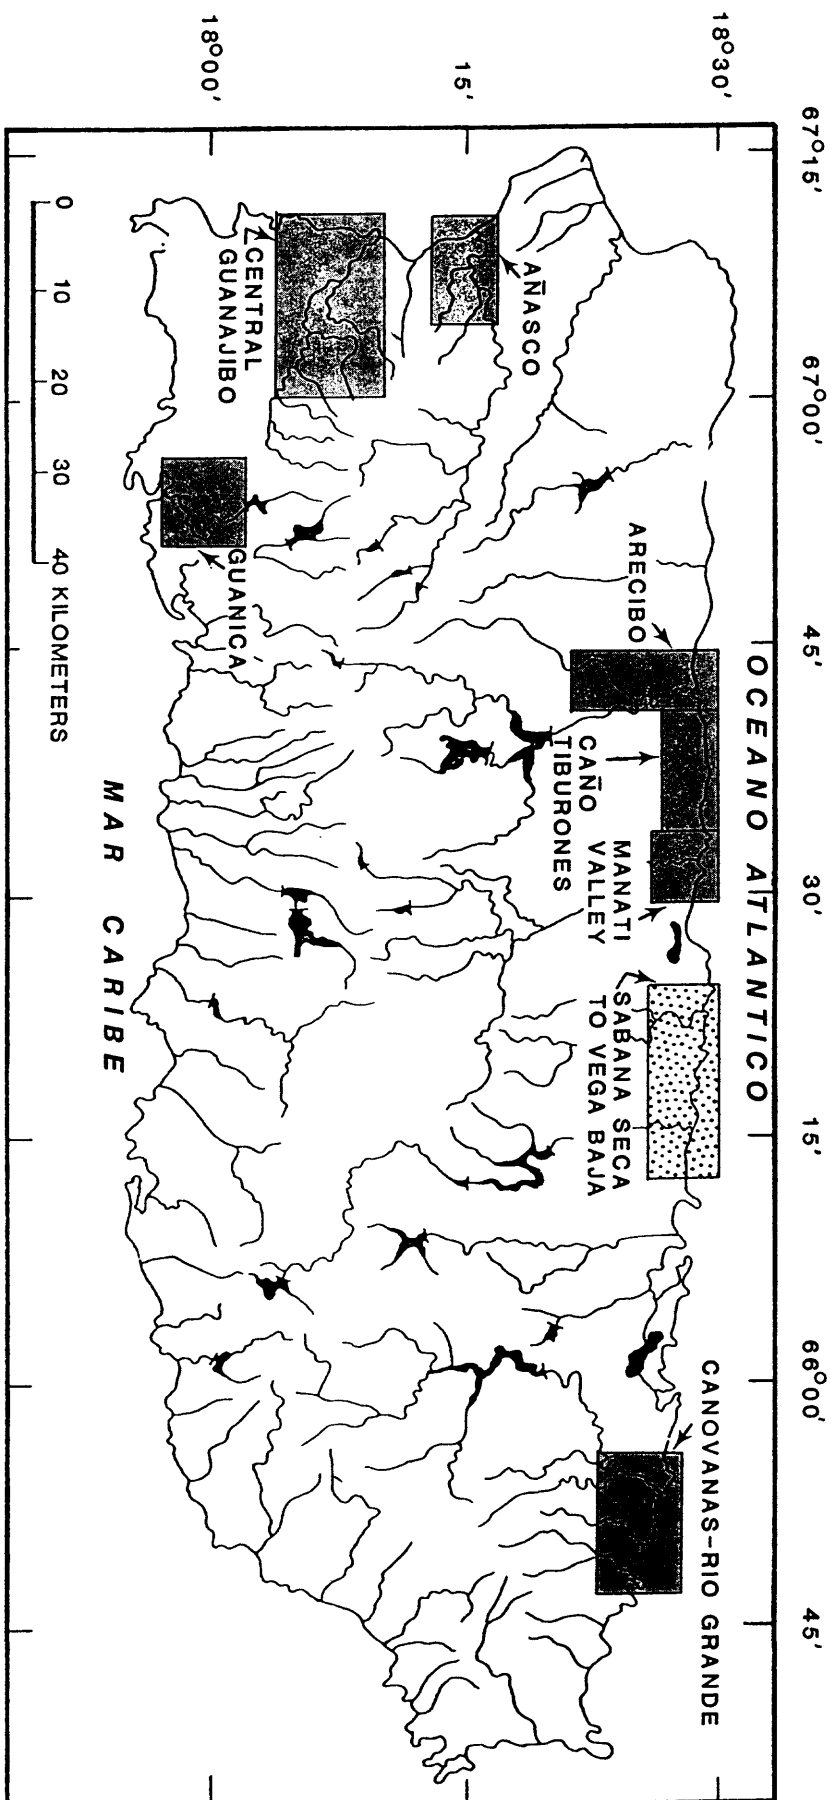 67°15'
67°00'
45'
30'
15'
66°00'
45'
18°30'
15'
18°00'
OCEANO ATLANTICO
CANOVANAS-RIO GRANDE
ARECIBO
CAÑO
TIBURONES
MANATI
VALLEY
SABANA SECA
TO VEGA BAJA
AÑASCO
CENTRAL
GUANAJIBO
GUANICA
MAR CARIBE
0 10 20 30 40 KILOMETERS